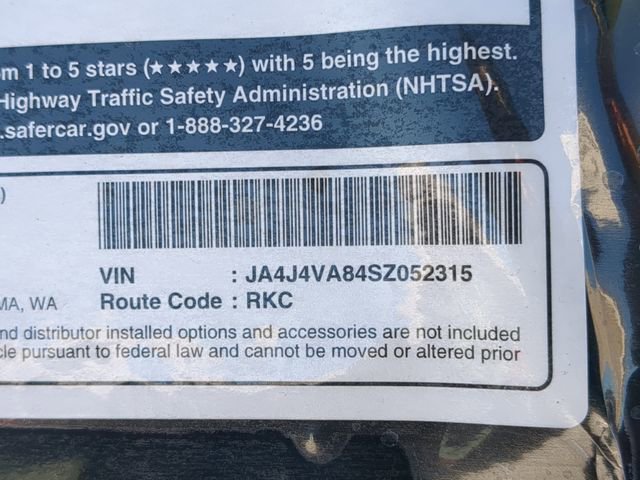 m 1 to 5 stars (★★★★★) with 5 being the highest.
Highway Traffic Safety Administration (NHTSA).
.safercar.gov or 1-888-327-4236
)
VIN : JA4J4VA84SZ052315
MA, WA
Route Code : RKC
nd distributor installed options and accessories are not included
cle pursuant to federal law and cannot be moved or altered prior